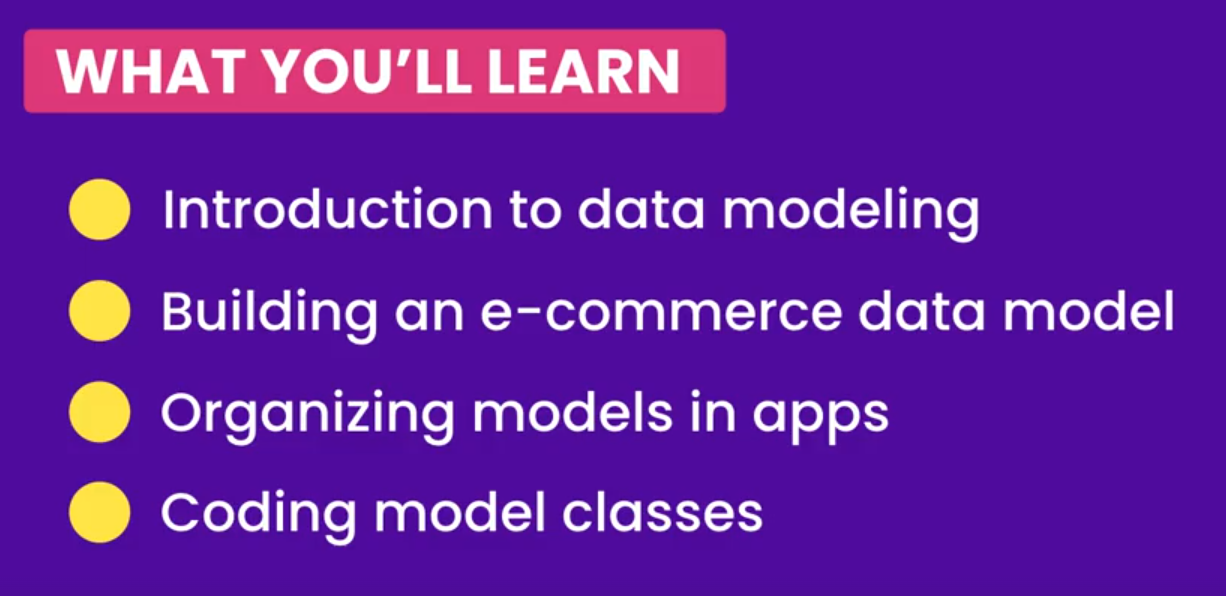 WHAT YOU’LL LEARN
Introduction to data modeling
Building an e-commerce data model
Organizing models in apps
Coding model classes